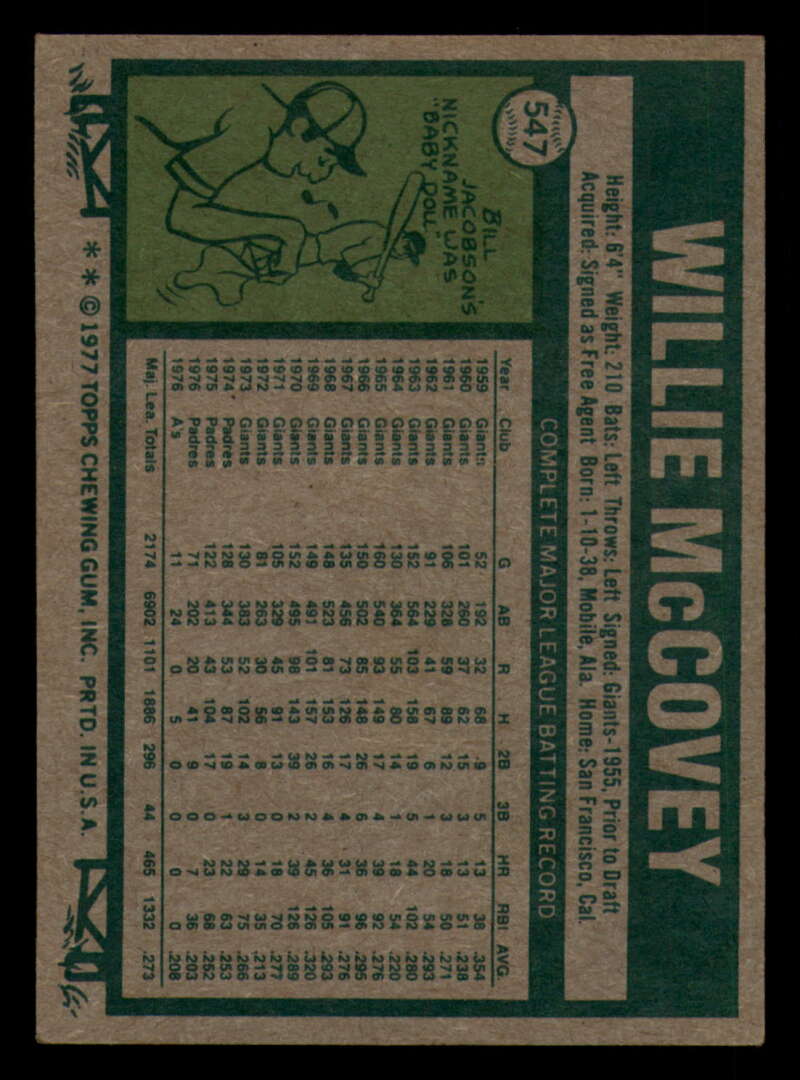 547
WILLIE McCOVEY
Height: 6'4" Weight: 210 Bats: Left Throws: Left Signed: Giants-1955, Prior to Draft
Acquired: Signed as Free Agent Born: 1-10-38, Mobile, Ala. Home: San Francisco, Cal.
BILL
JACOBSON'S
NICKNAME WAS
"BABY DOLL"
COMPLETE MAJOR LEAGUE BATTING RECORD
Year Club G AB R H 2B 3B HR RBI AVG.
1959 Giants 52 192 32 68 9 5 13 38 .354
1960 Giants 101 260 37 62 15 3 13 51 .238
1961 Giants 106 328 59 89 12 3 18 50 .271
1962 Giants 91 229 41 67 6 1 20 54 .293
1963 Giants 152 564 103 158 19 5 44 102 .280
1964 Giants 130 364 55 80 14 1 18 54 .220
1965 Giants 160 540 93 149 17 4 39 92 .276
1966 Giants 150 502 85 148 26 6 36 96 .295
1967 Giants 135 456 73 126 17 4 31 91 .276
1968 Giants 148 523 81 153 16 4 36 105 .293
1969 Giants 149 491 101 157 26 2 45 126 .320
1970 Giants 152 495 98 143 39 2 39 126 .289
1971 Giants 105 329 45 91 13 0 18 70 .277
1972 Giants 81 263 30 56 8 0 14 35 .213
1973 Giants 130 383 52 102 14 3 29 75 .266
1974 Padres 128 344 53 87 19 1 22 63 .253
1975 Padres 122 413 43 104 17 0 23 68 .252
1976 Padres 71 202 20 41 9 0 7 36 .203
1976 A's 11 24 0 5 0 0 0 0 .208
Maj. Lea. Totals 2174 6902 1101 1886 296 44 465 1332 .273
* * © 1977 TOPPS CHEWING GUM, INC. PRTD. IN U.S.A.